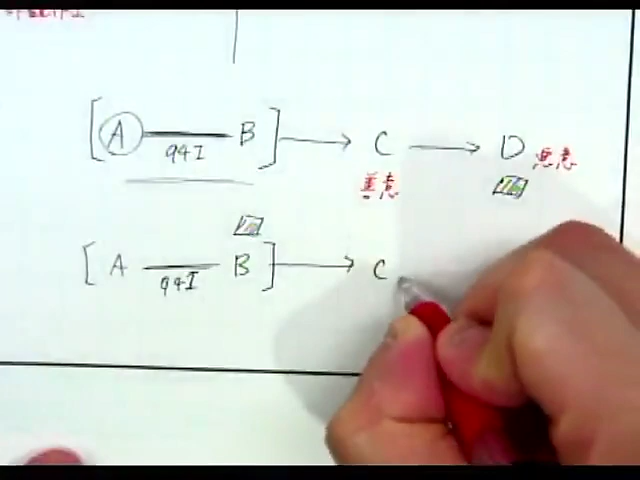 [ A 94I B ] → C → D 悪意
善意
[ A 94I B ] → C